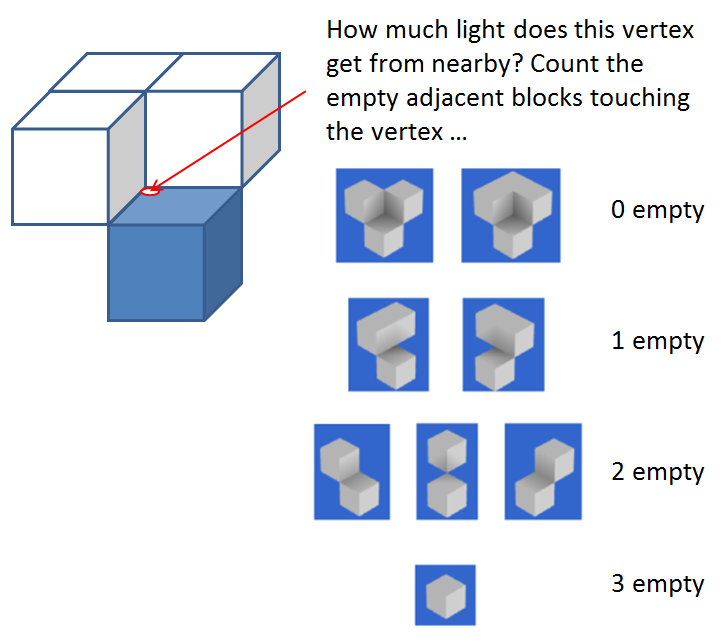 How much light does this vertex
get from nearby? Count the
empty adjacent blocks touching
the vertex ...
0 empty
1 empty
2 empty
3 empty